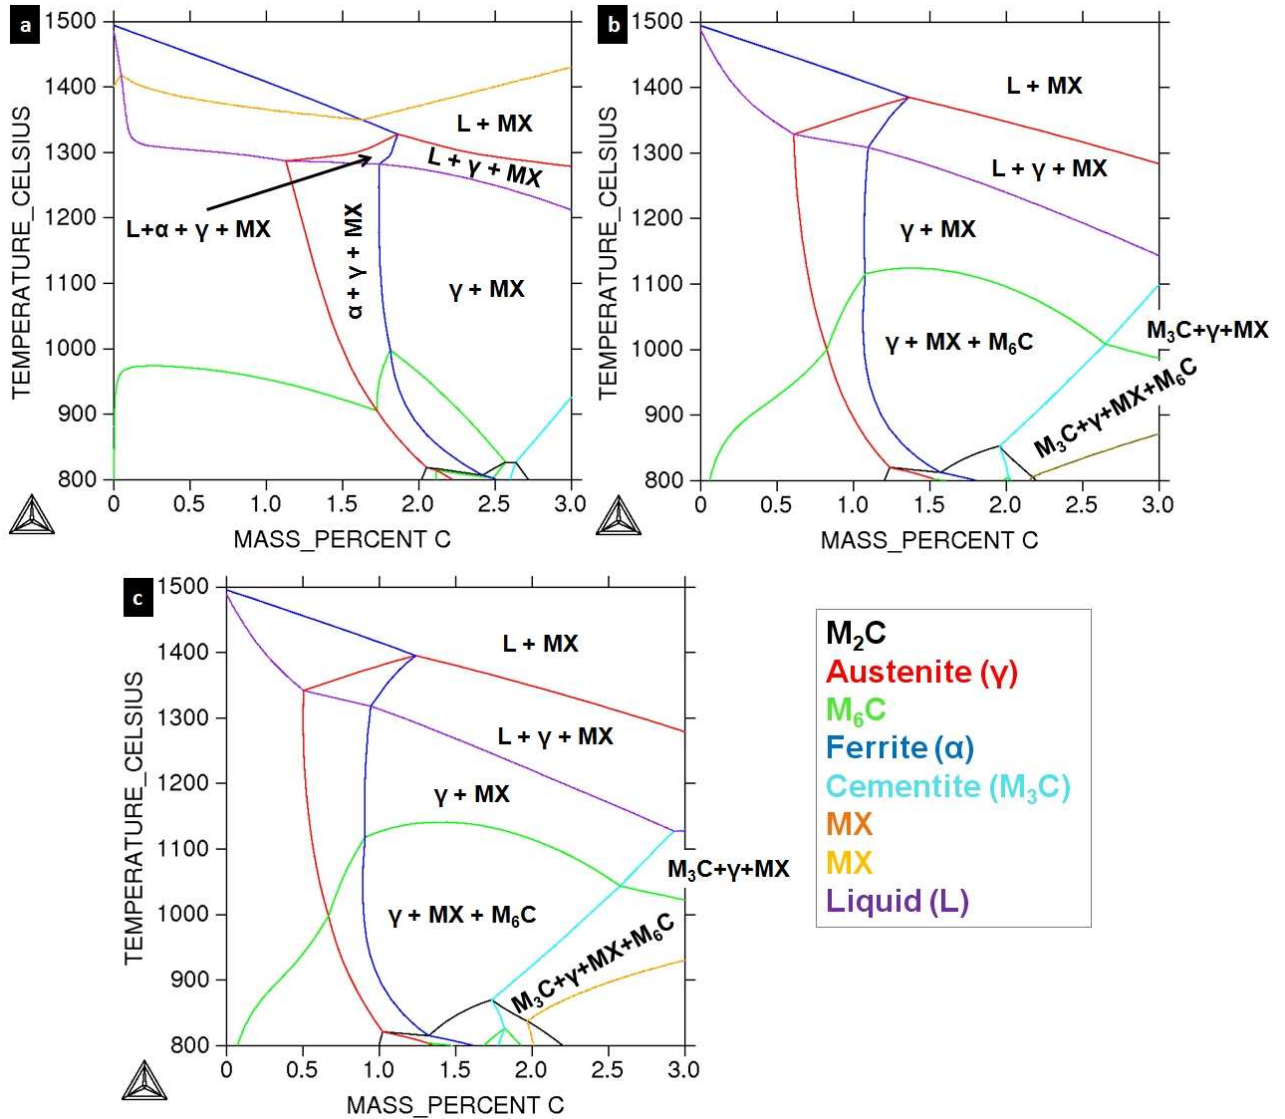 a
1500
1400
1300
1200
1100
1000
900
800
TEMPERATURE_CELSIUS
0
0.5
1.0
1.5
2.0
2.5
3.0
MASS_PERCENT C
L + MX
L + γ + MX
L+α + γ + MX
α + γ + MX
γ + MX
b
1500
1400
1300
1200
1100
1000
900
800
TEMPERATURE_CELSIUS
0
0.5
1.0
1.5
2.0
2.5
3.0
MASS_PERCENT C
L + MX
L + γ + MX
γ + MX
M₃C+γ+MX
γ + MX + M₆C
M₃C+γ+MX+M₆C
c
1500
1400
1300
1200
1100
1000
900
800
TEMPERATURE_CELSIUS
0
0.5
1.0
1.5
2.0
2.5
3.0
MASS_PERCENT C
L + MX
L + γ + MX
γ + MX
M₃C+γ+MX
γ + MX + M₆C
M₃C+γ+MX+M₆C
M₂C
Austenite (γ)
M₆C
Ferrite (α)
Cementite (M₃C)
MX
MX
Liquid (L)